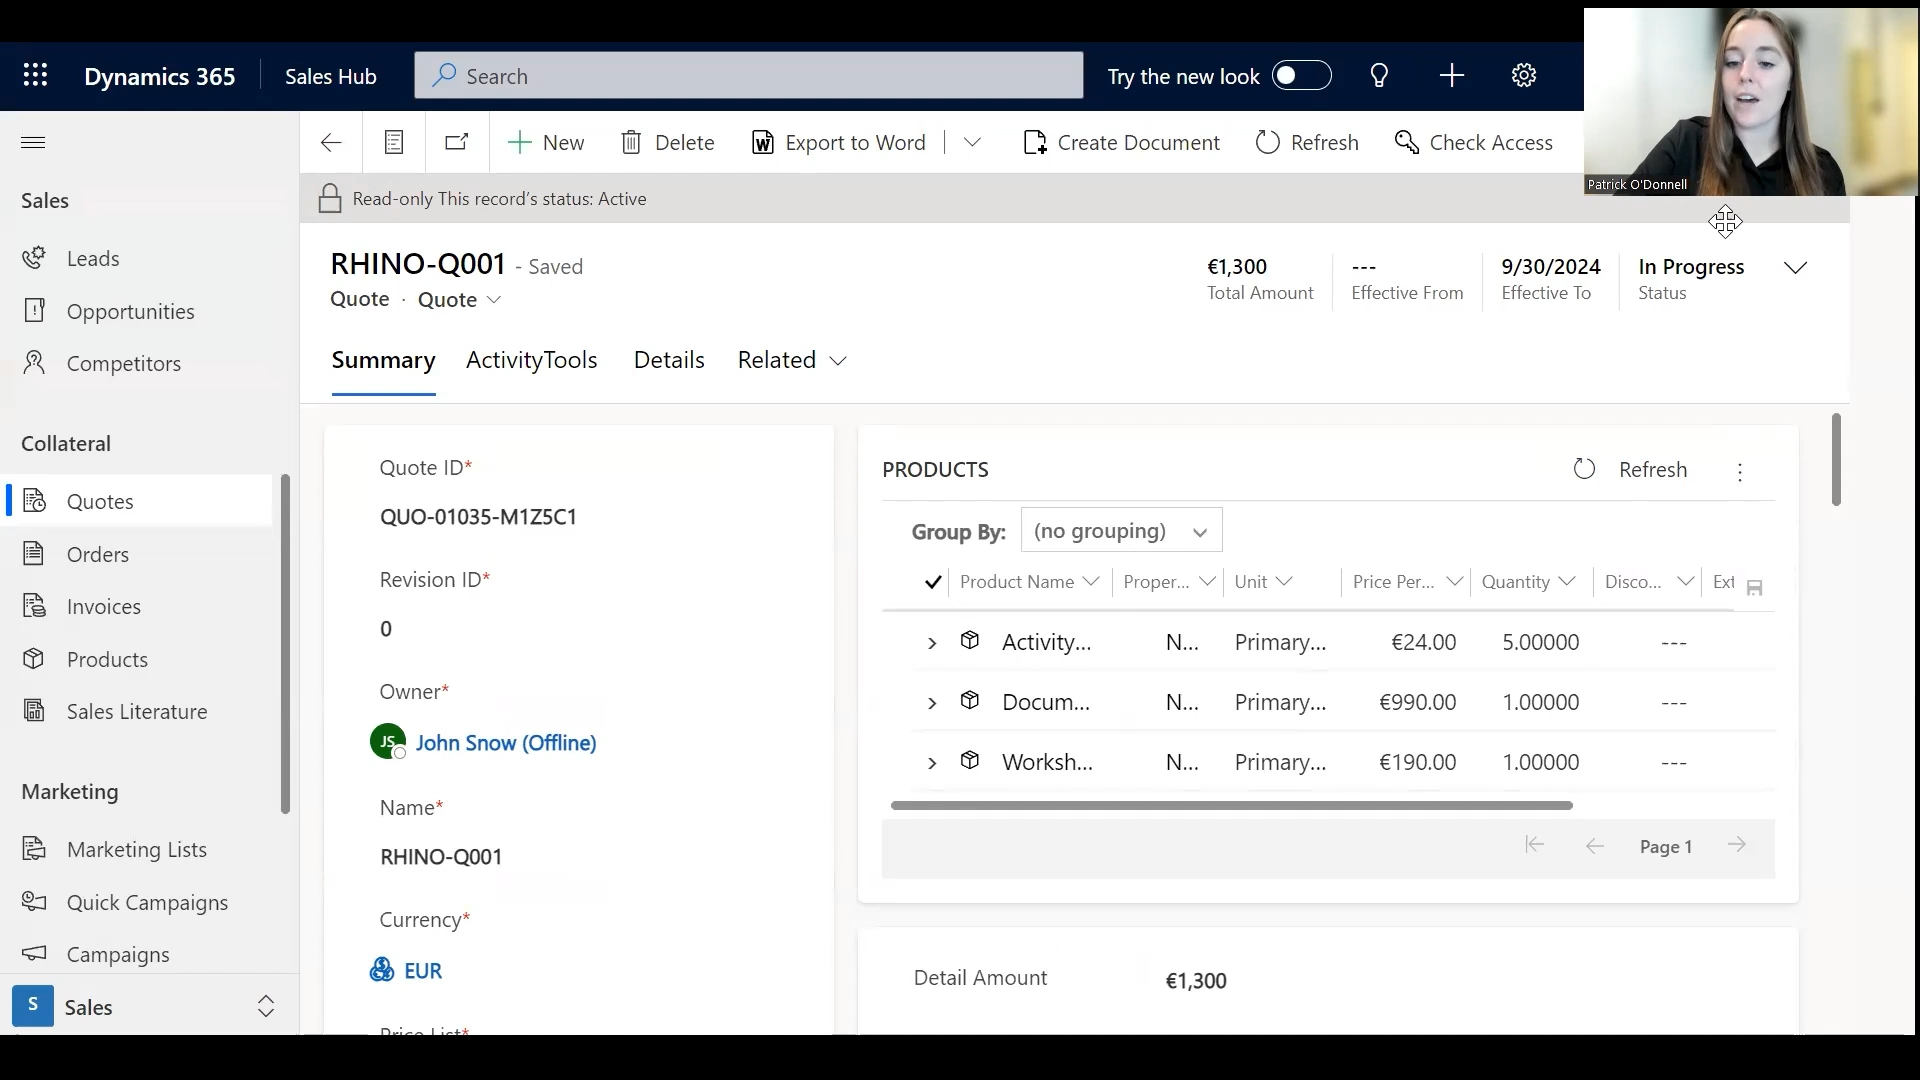 Dynamics 365 Sales Hub Search Try the new look
Patrick O'Donnell
New Delete Export to Word Create Document Refresh Check Access
Read-only This record's status: Active
Sales
Leads
Opportunities
Competitors
Collateral
Quotes
Orders
Invoices
Products
Sales Literature
Marketing
Marketing Lists
Quick Campaigns
Campaigns
S Sales
RHINO-Q001 - Saved
Quote · Quote
€1,300 --- 9/30/2024 In Progress
Total Amount Effective From Effective To Status
Summary ActivityTools Details Related
Quote ID*
QUO-01035-M1Z5C1
Revision ID*
0
Owner*
JS John Snow (Offline)
Name*
RHINO-Q001
Currency*
EUR
Price List*
PRODUCTS Refresh
Group By: (no grouping)
Product Name Proper... Unit Price Per... Quantity Disco... Ext
Activity... N... Primary... €24.00 5.00000 ---
Docum... N... Primary... €990.00 1.00000 ---
Worksh... N... Primary... €190.00 1.00000 ---
Page 1
Detail Amount €1,300